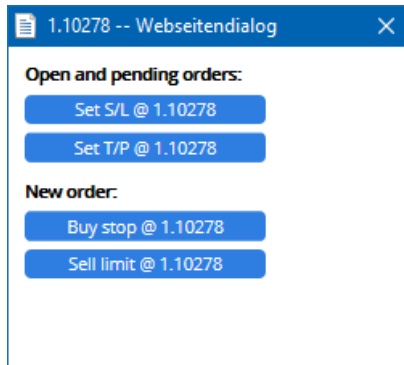 1.10278 -- Webseitendialog
Open and pending orders:
Set S/L @ 1.10278
Set T/P @ 1.10278
New order:
Buy stop @ 1.10278
Sell limit @ 1.10278